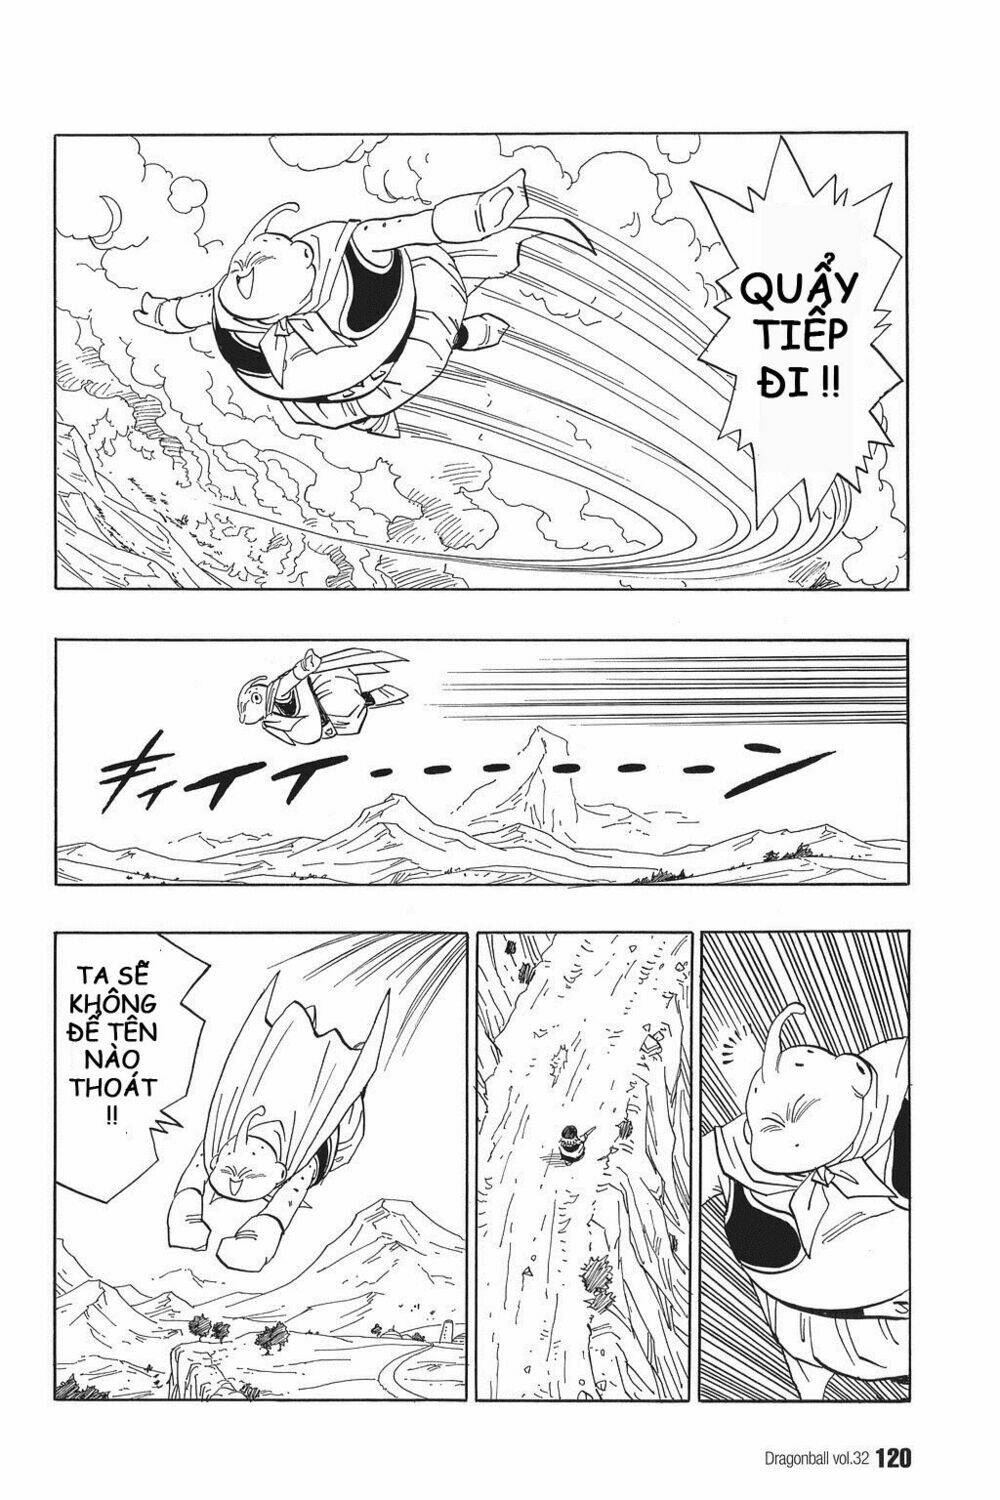 QUẨY
TIẾP
ĐI !!
キィイイーーーーーーン
TA SẼ
KHÔNG
ĐỂ TÊN
NÀO
THOÁT
!!
Dragonball vol.32 120